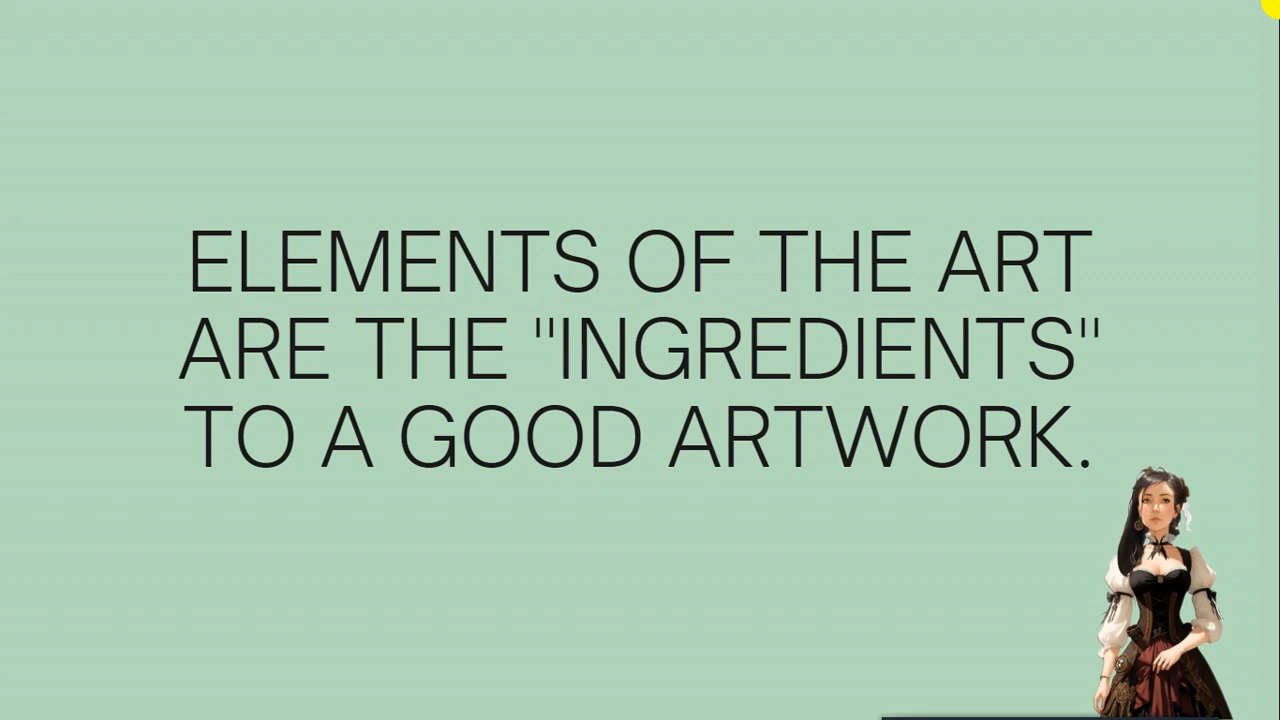 ELEMENTS OF THE ART
ARE THE "INGREDIENTS"
TO A GOOD ARTWORK.